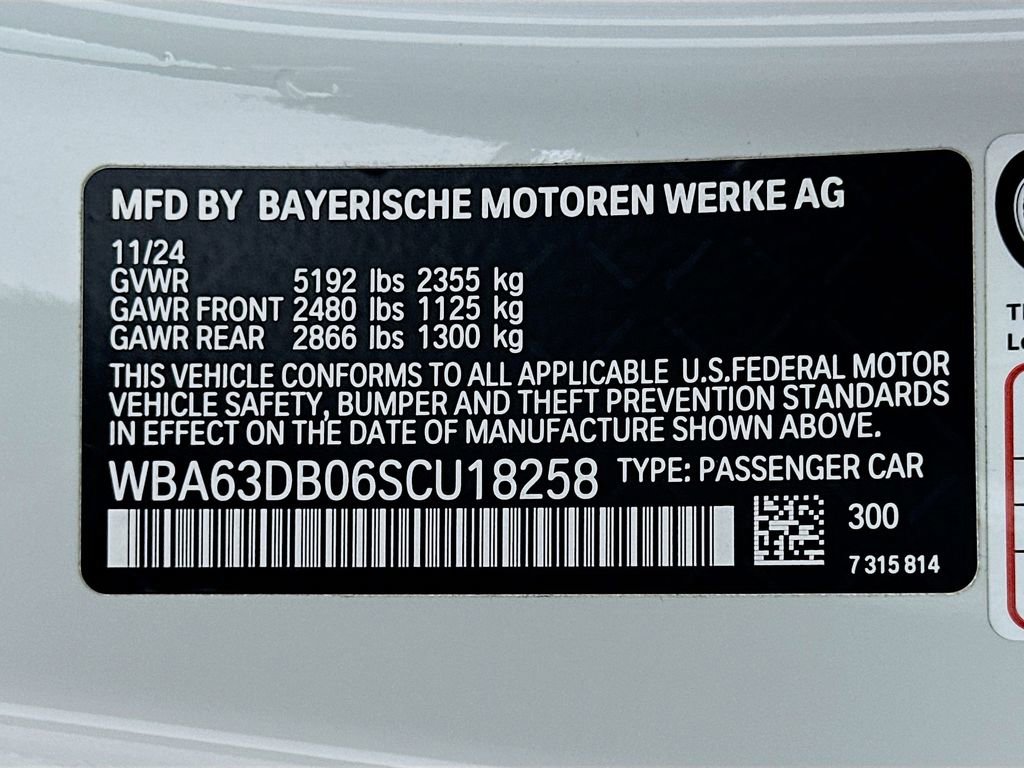 MFD BY BAYERISCHE MOTOREN WERKE AG
11/24
GVWR 5192 lbs 2355 kg
GAWR FRONT 2480 lbs 1125 kg
GAWR REAR 2866 lbs 1300 kg
THIS VEHICLE CONFORMS TO ALL APPLICABLE U.S.FEDERAL MOTOR
VEHICLE SAFETY, BUMPER AND THEFT PREVENTION STANDARDS
IN EFFECT ON THE DATE OF MANUFACTURE SHOWN ABOVE.
WBA63DB06SCU18258 TYPE: PASSENGER CAR
300
7 315 814